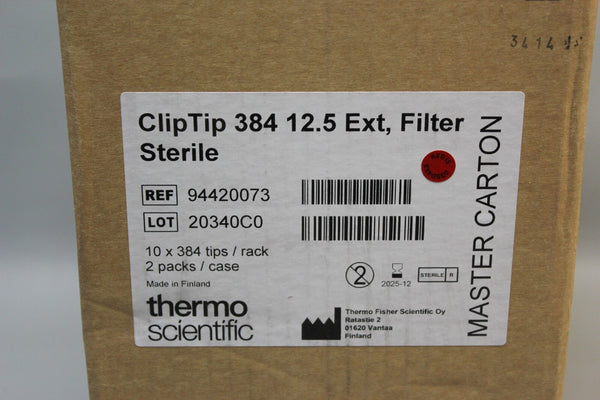 3414
ClipTip 384 12.5 Ext, Filter
Sterile
REF 94420073
LOT 20340C0
10 x 384 tips / rack
2 packs / case
Made in Finland
thermo
scientific
2
2025-12
STERILE R
Thermo Fisher Scientific Oy
Ratastie 2
01620 Vantaa
Finland
MASTER CARTON